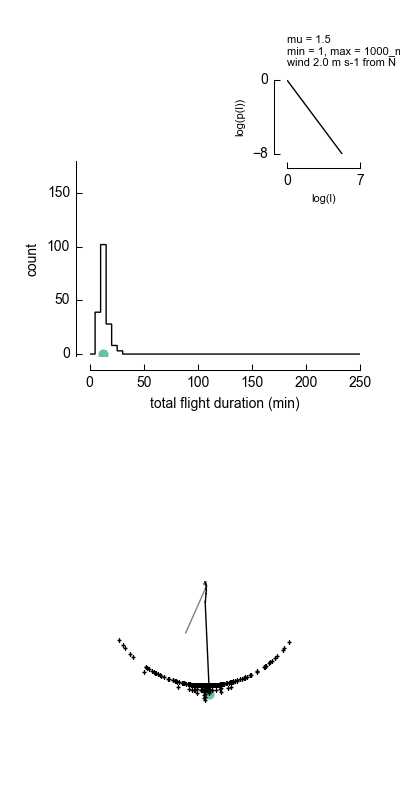 mu = 1.5
min = 1, max = 1000_m
wind 2.0 m s-1 from N
0
log(p(l))
−8
0 7
log(l)
150
100
count
50
0
0 50 100 150 200 250
total flight duration (min)